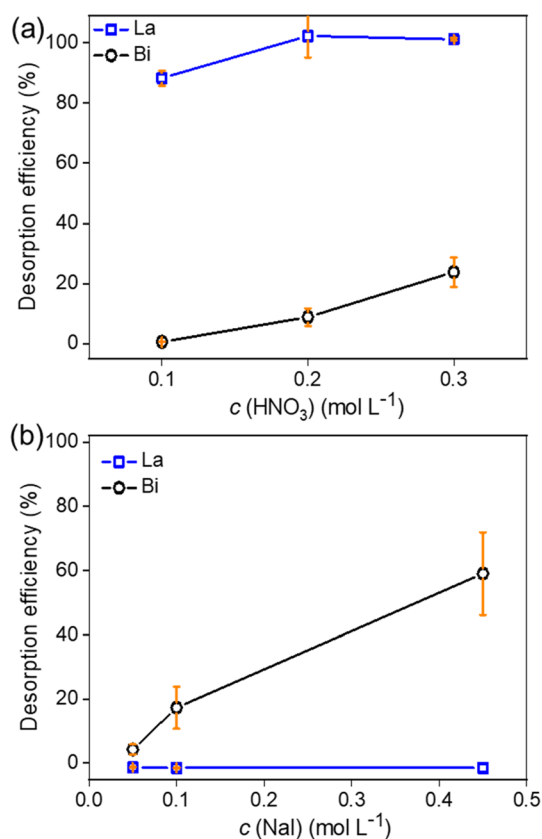 (a)
La
Bi
100
80
60
40
20
0
Desorption efficiency (%)
0.1 0.2 0.3
c (HNO₃) (mol L⁻¹)
(b)
100
La
Bi
80
60
40
20
0
Desorption efficiency (%)
0.0 0.1 0.2 0.3 0.4 0.5
c (NaI) (mol L⁻¹)